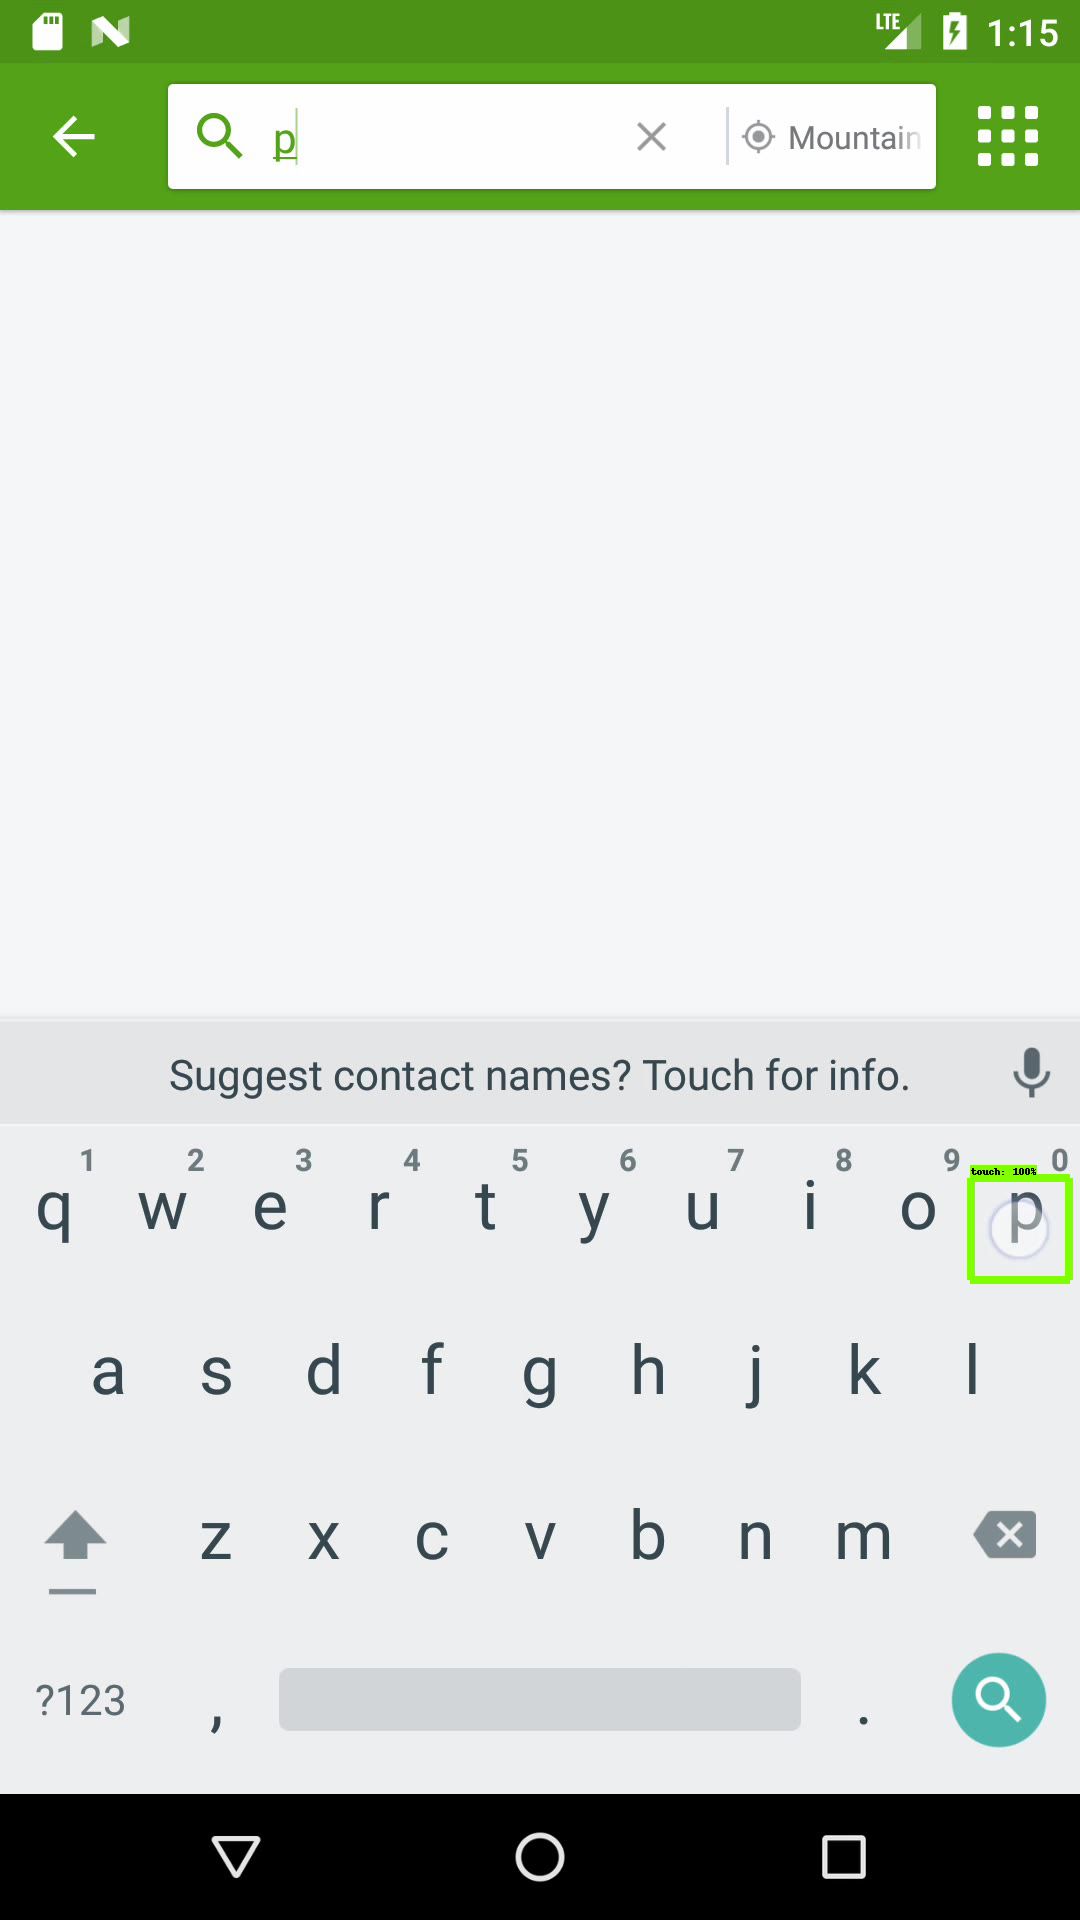 LTE 1:15
p Mountain
Suggest contact names? Touch for info.
1 2 3 4 5 6 7 8 9 0
touch: 100%
q w e r t y u i o p
a s d f g h j k l
z x c v b n m
?123 , .